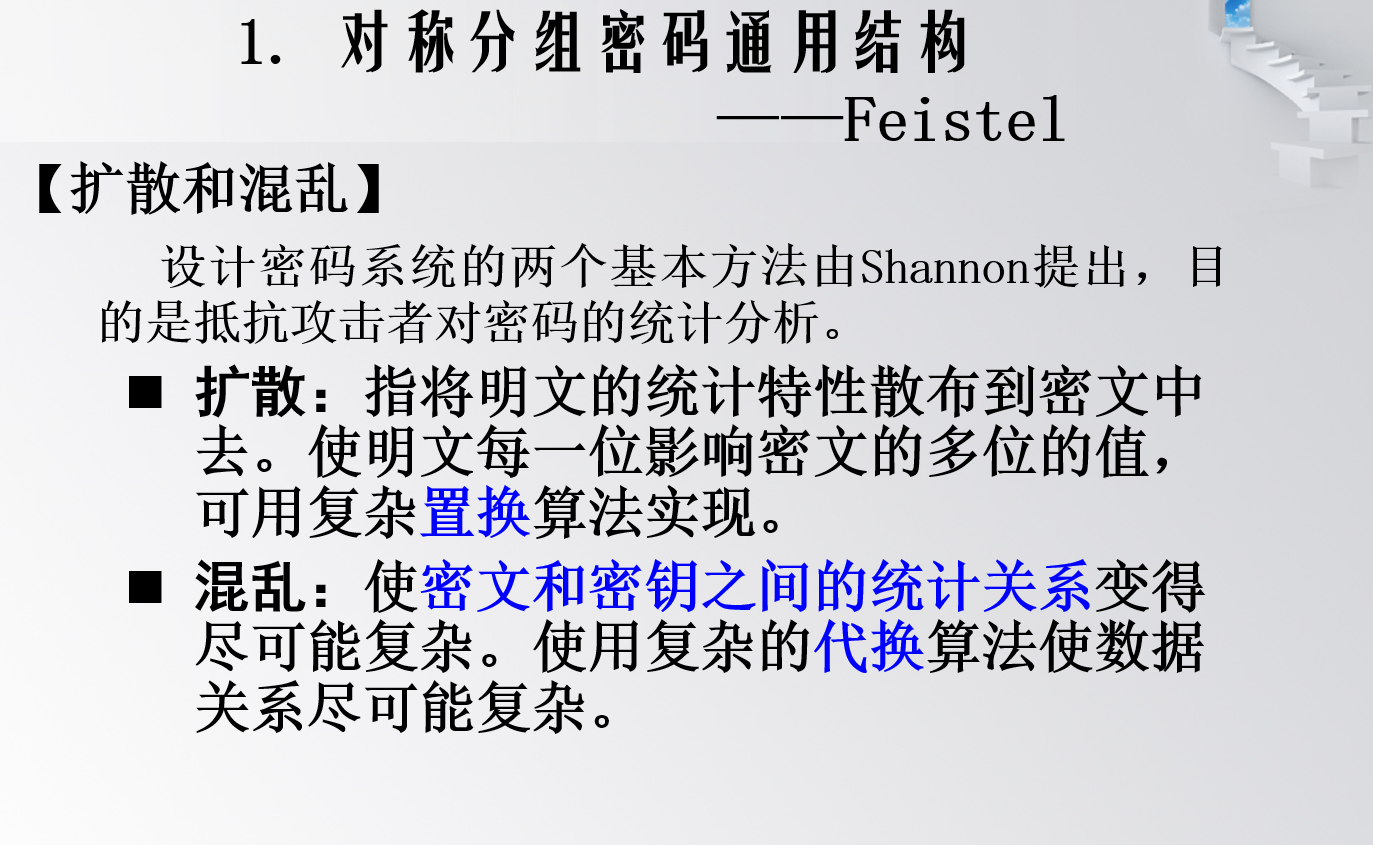 1. 对称分组密码通用结构
——Feistel
【扩散和混乱】
设计密码系统的两个基本方法由Shannon提出，目
的是抵抗攻击者对密码的统计分析。
■ 扩散：指将明文的统计特性散布到密文中
去。使明文每一位影响密文的多位的值，
可用复杂置换算法实现。
■ 混乱：使密文和密钥之间的统计关系变得
尽可能复杂。使用复杂的代换算法使数据
关系尽可能复杂。